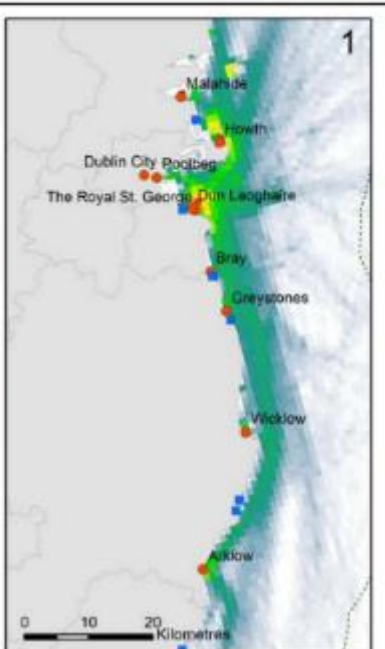 1
Malahide
Howth
Dublin City Poolbeg
The Royal St. George Dun Laoghaire
Bray
Greystones
Wicklow
Arklow
0 10 20
Kilometres